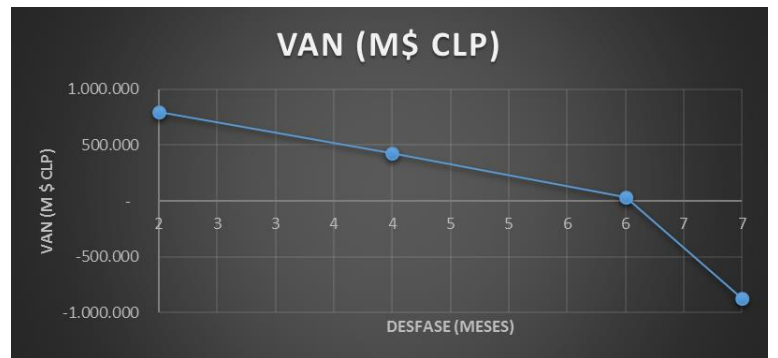 VAN (M$ CLP)
1.000.000
500.000
-
-500.000
-1.000.000
VAN (M $ CLP)
2 3 3 4 4 5 5 6 6 7 7
DESFASE (MESES)